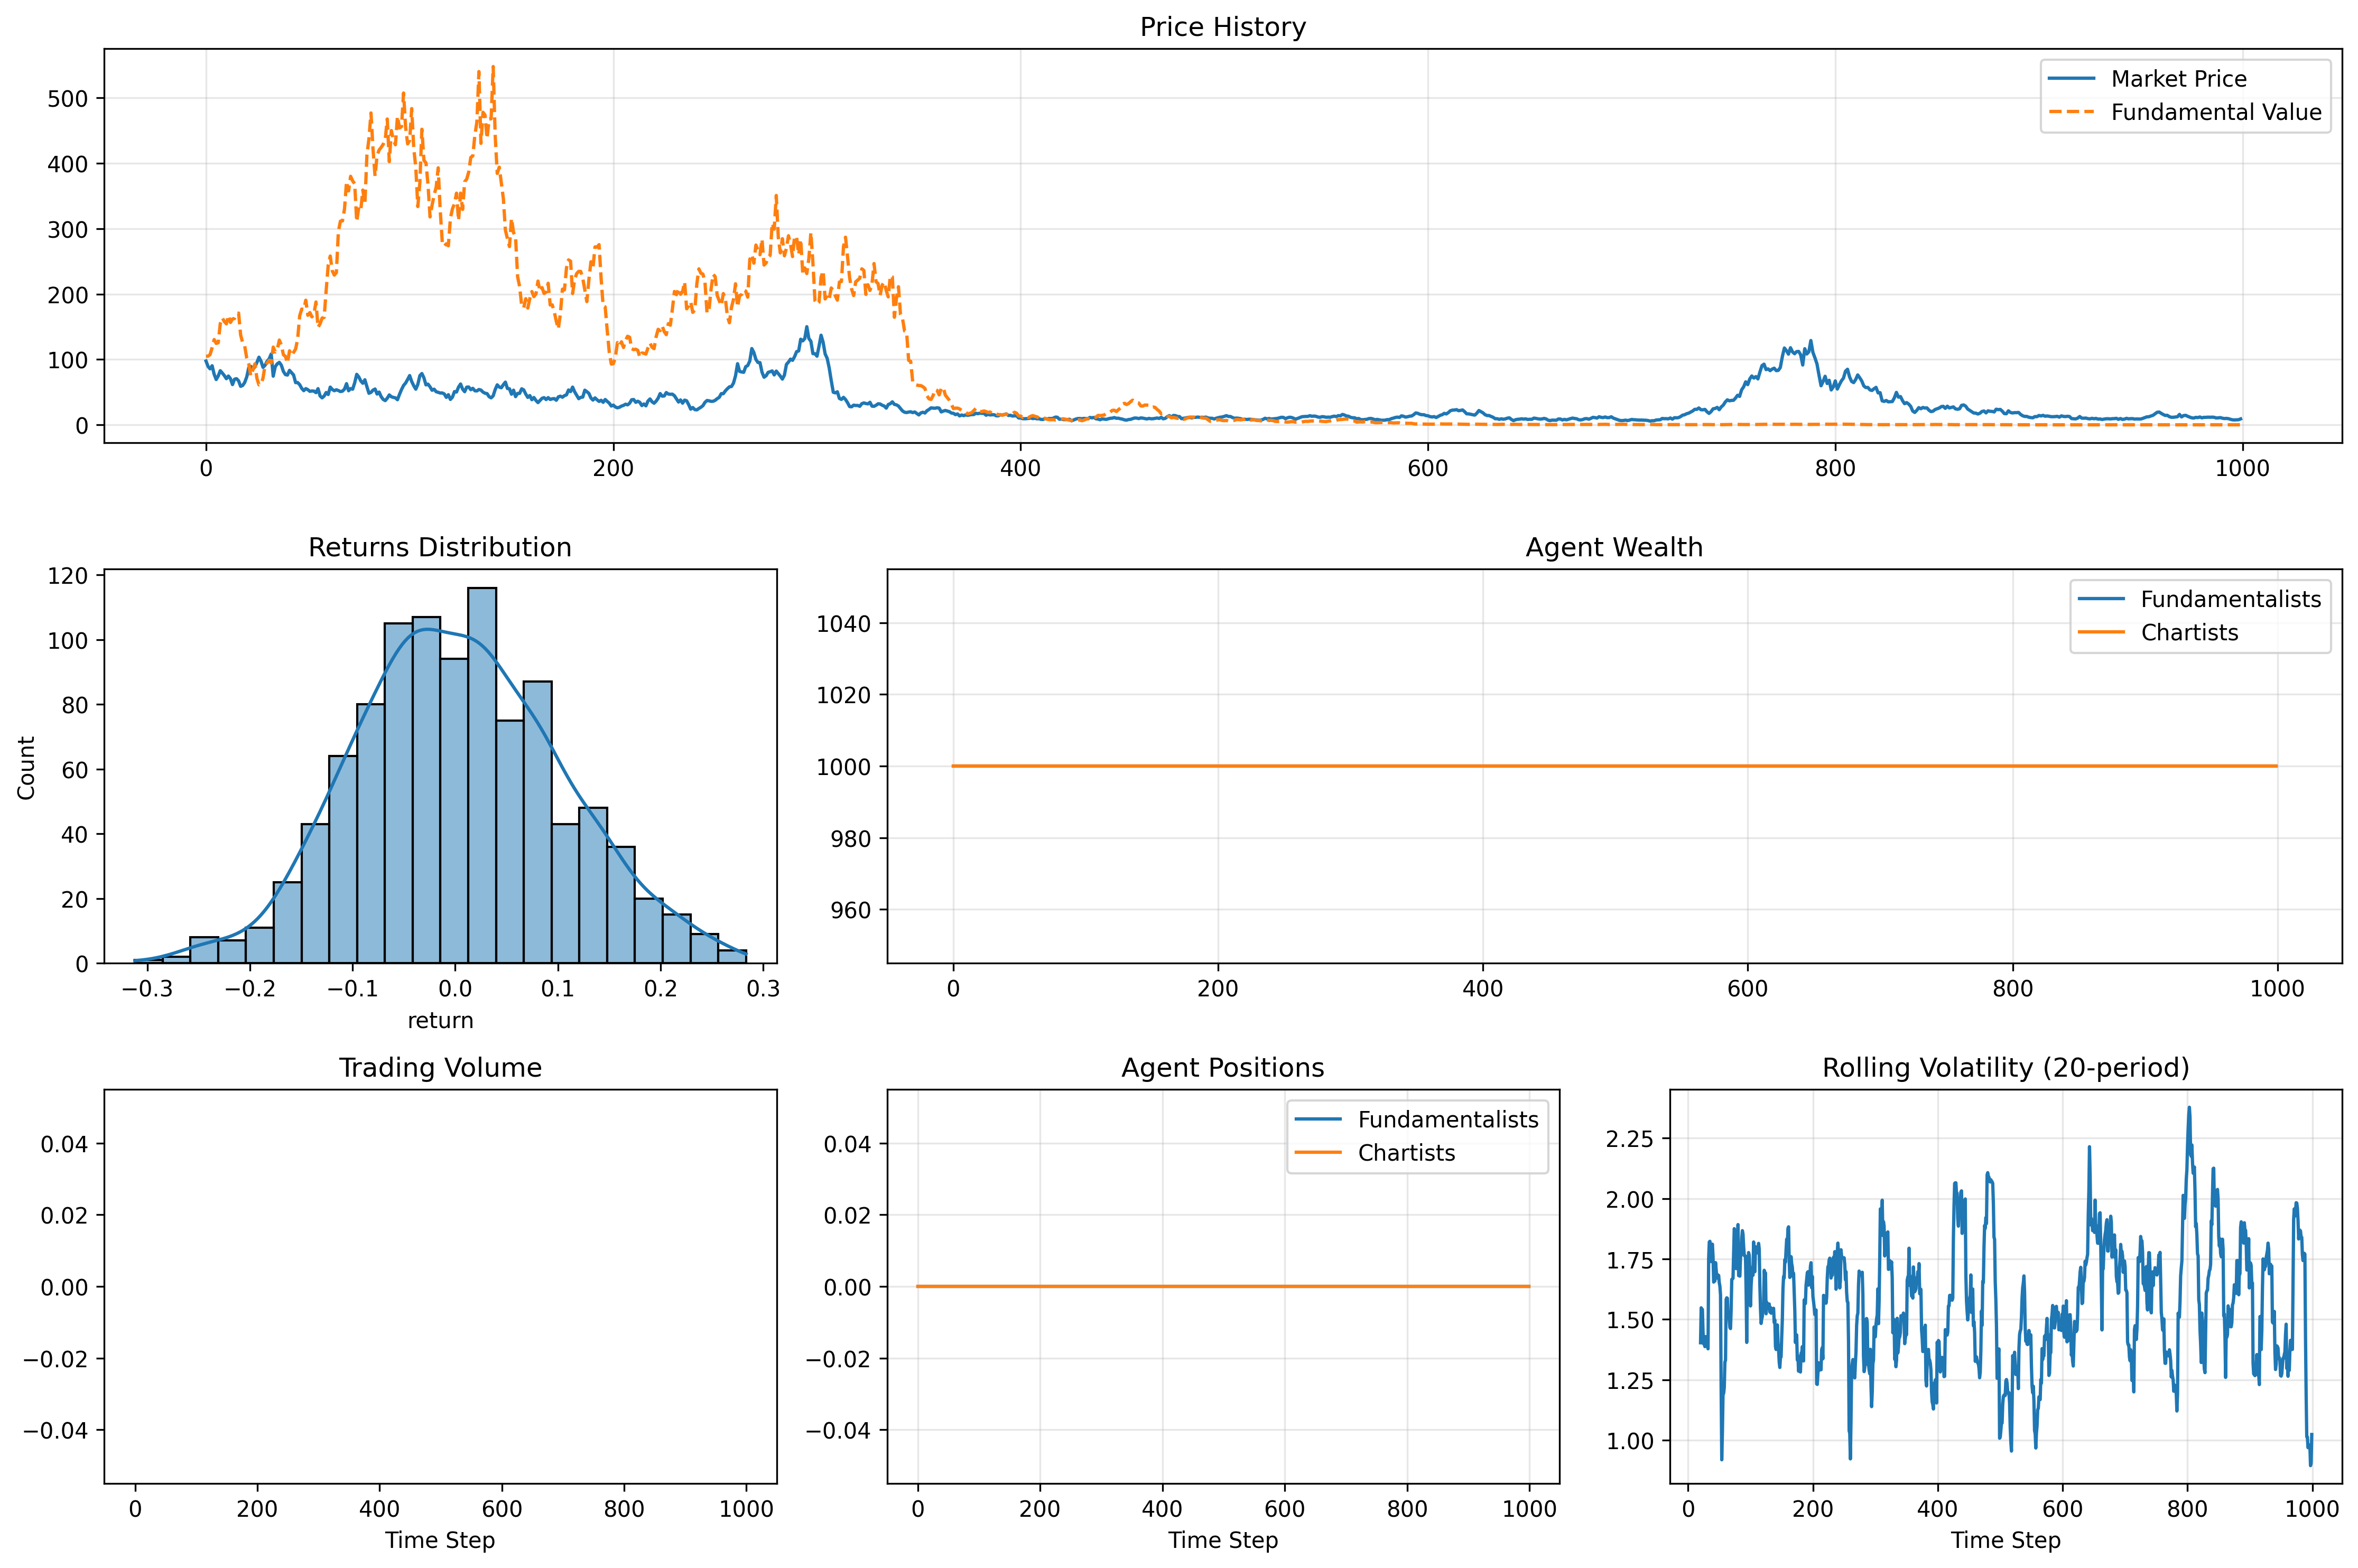 Price History
500
400
300
200
100
0
Market Price
Fundamental Value
0 200 400 600 800 1000
Returns Distribution
120
100
80
60
40
20
0
Count
−0.3 −0.2 −0.1 0.0 0.1 0.2 0.3
return
Agent Wealth
1040
1020
1000
980
960
Fundamentalists
Chartists
0 200 400 600 800 1000
Trading Volume
0.04
0.02
0.00
−0.02
−0.04
0 200 400 600 800 1000
Time Step
Agent Positions
0.04
0.02
0.00
−0.02
−0.04
Fundamentalists
Chartists
0 200 400 600 800 1000
Time Step
Rolling Volatility (20-period)
2.25
2.00
1.75
1.50
1.25
1.00
0 200 400 600 800 1000
Time Step